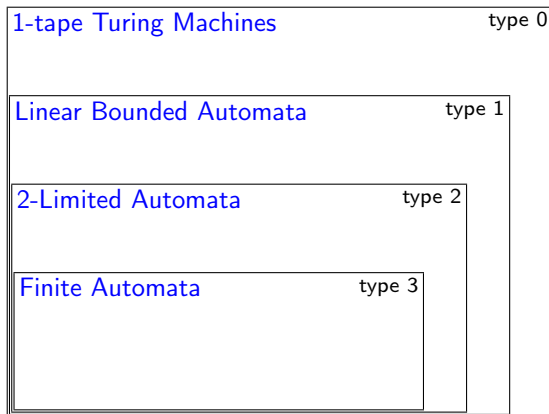 1-tape Turing Machines type 0
Linear Bounded Automata type 1
2-Limited Automata type 2
Finite Automata type 3